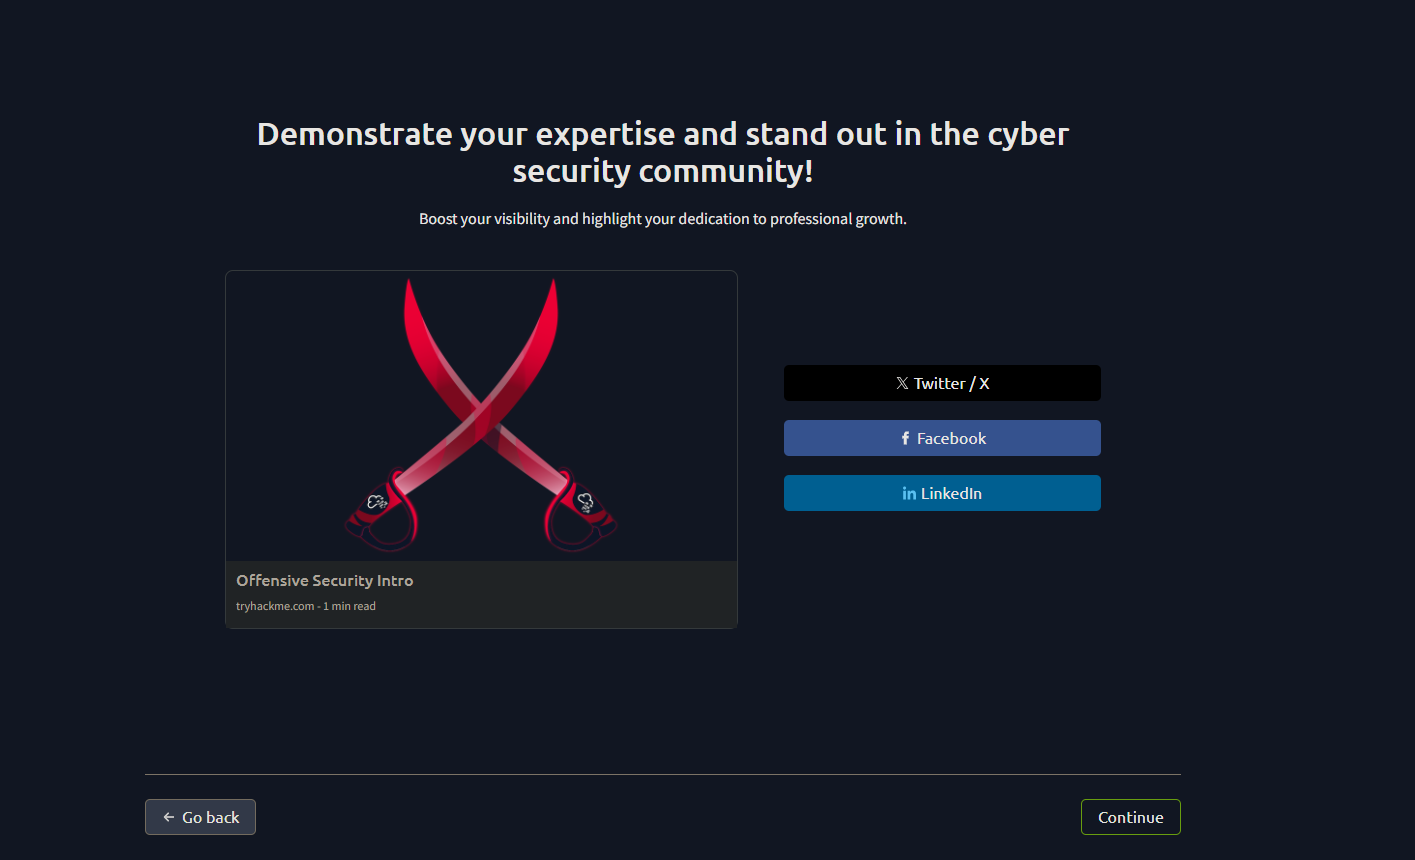 Demonstrate your expertise and stand out in the cyber
security community!
Boost your visibility and highlight your dedication to professional growth.
Offensive Security Intro
tryhackme.com - 1 min read
𝕏 Twitter / X
f Facebook
in LinkedIn
← Go back
Continue